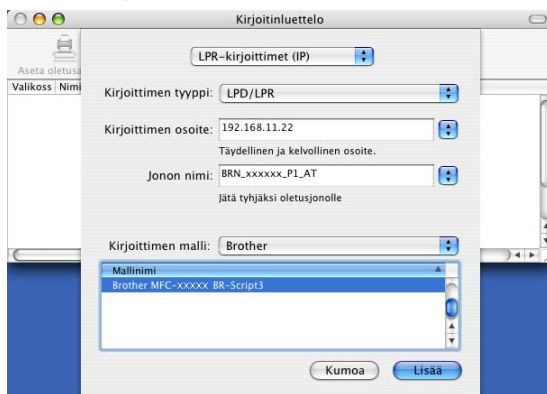 Kirjoitinluettelo
LPR-kirjoittimet (IP)
Aseta oletusa
Valikoss Nimi
Kirjoittimen tyyppi: LPD/LPR
Kirjoittimen osoite: 192.168.11.22
Täydellinen ja kelvollinen osoite.
Jonon nimi: BRN_xxxxxx_P1_AT
Jätä tyhjäksi oletusjonolle
Kirjoittimen malli: Brother
Mallinimi
Brother MFC-xxxxx BR-Script3
Kumoa Lisää